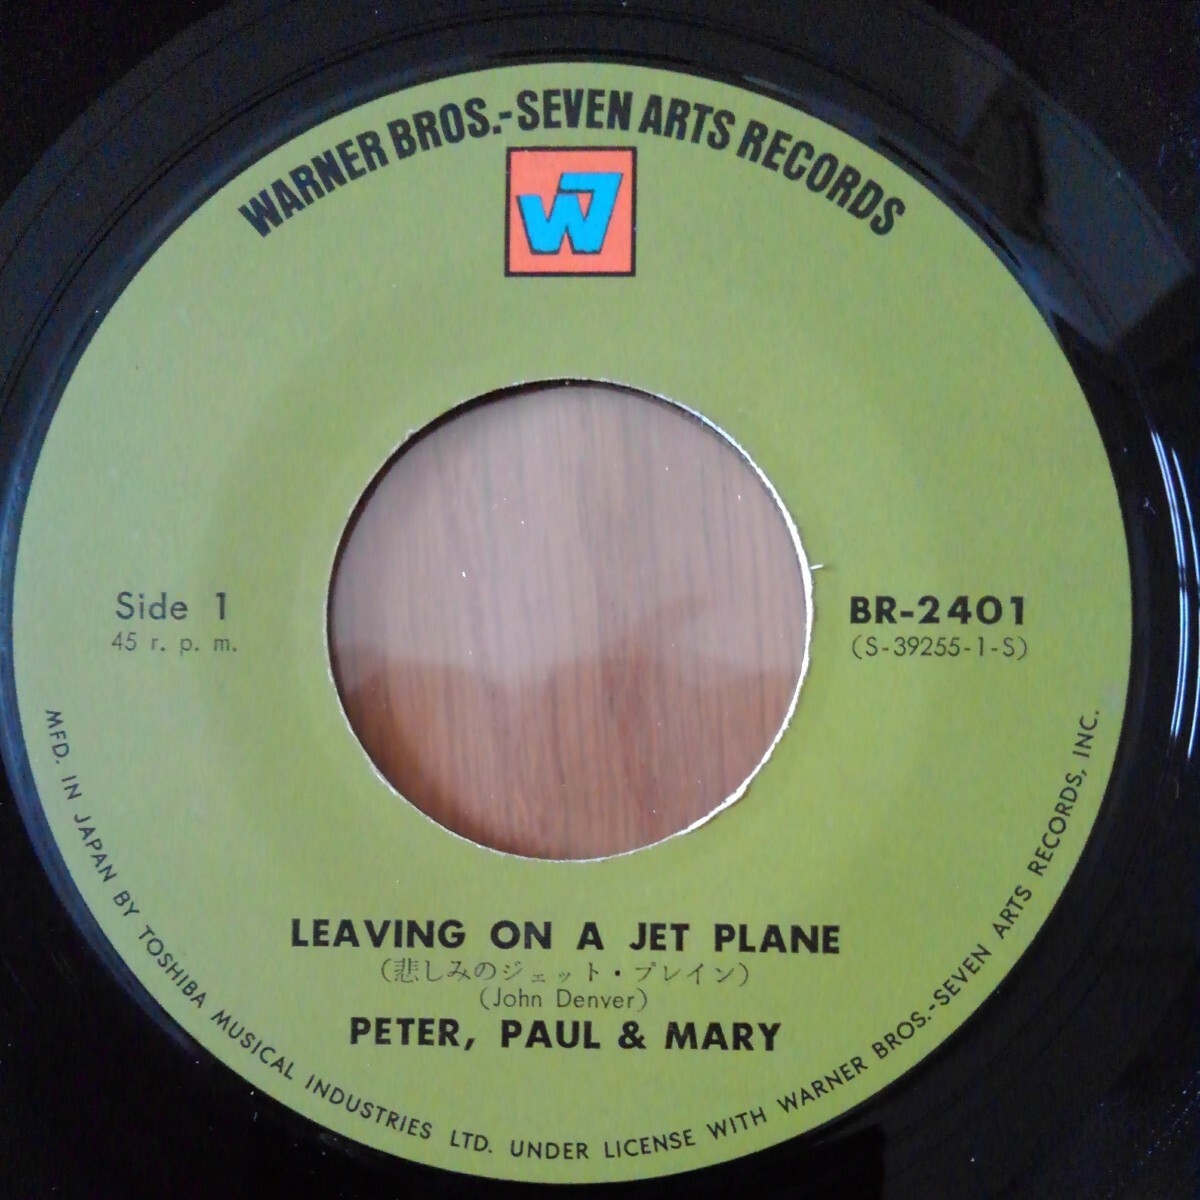 WARNER BROS.-SEVEN ARTS RECORDS
W7
Side 1
45 r. p. m.
BR-2401
(S-39255-1-S)
LEAVING ON A JET PLANE
(悲しみのジェット・プレイン)
(John Denver)
PETER, PAUL & MARY
MFD. IN JAPAN BY TOSHIBA MUSICAL INDUSTRIES LTD. UNDER LICENSE WITH WARNER BROS.-SEVEN ARTS RECORDS, INC.